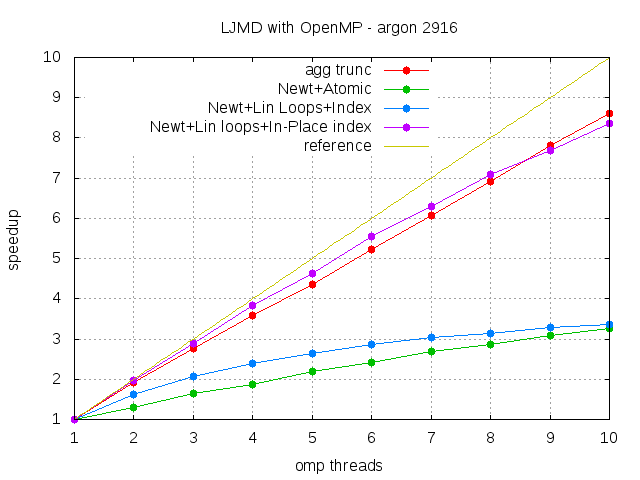 LJMD with OpenMP - argon 2916
10
9
8
7
6
5
4
3
2
1
speedup
agg trunc
Newt+Atomic
Newt+Lin Loops+Index
Newt+Lin loops+In-Place index
reference
1 2 3 4 5 6 7 8 9 10
omp threads